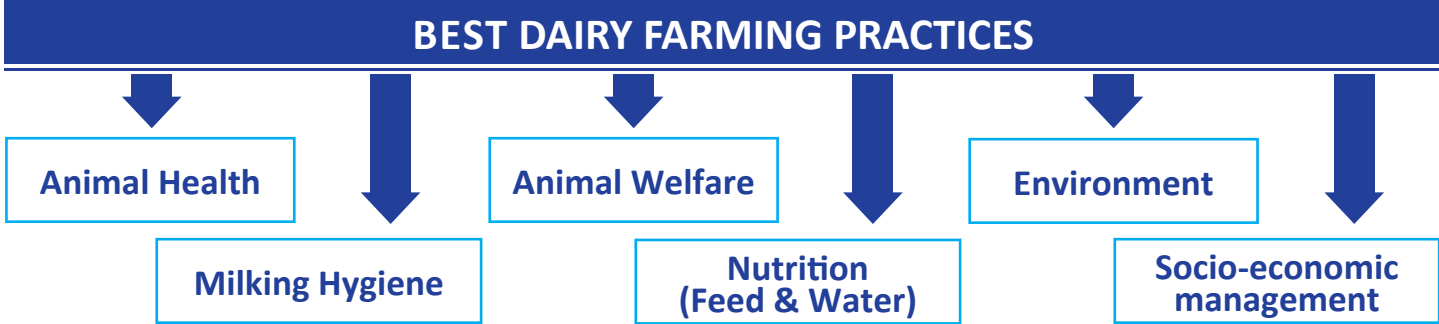 BEST DAIRY FARMING PRACTICES
Animal Health
Milking Hygiene
Animal Welfare
Nutrition
(Feed & Water)
Environment
Socio-economic
management